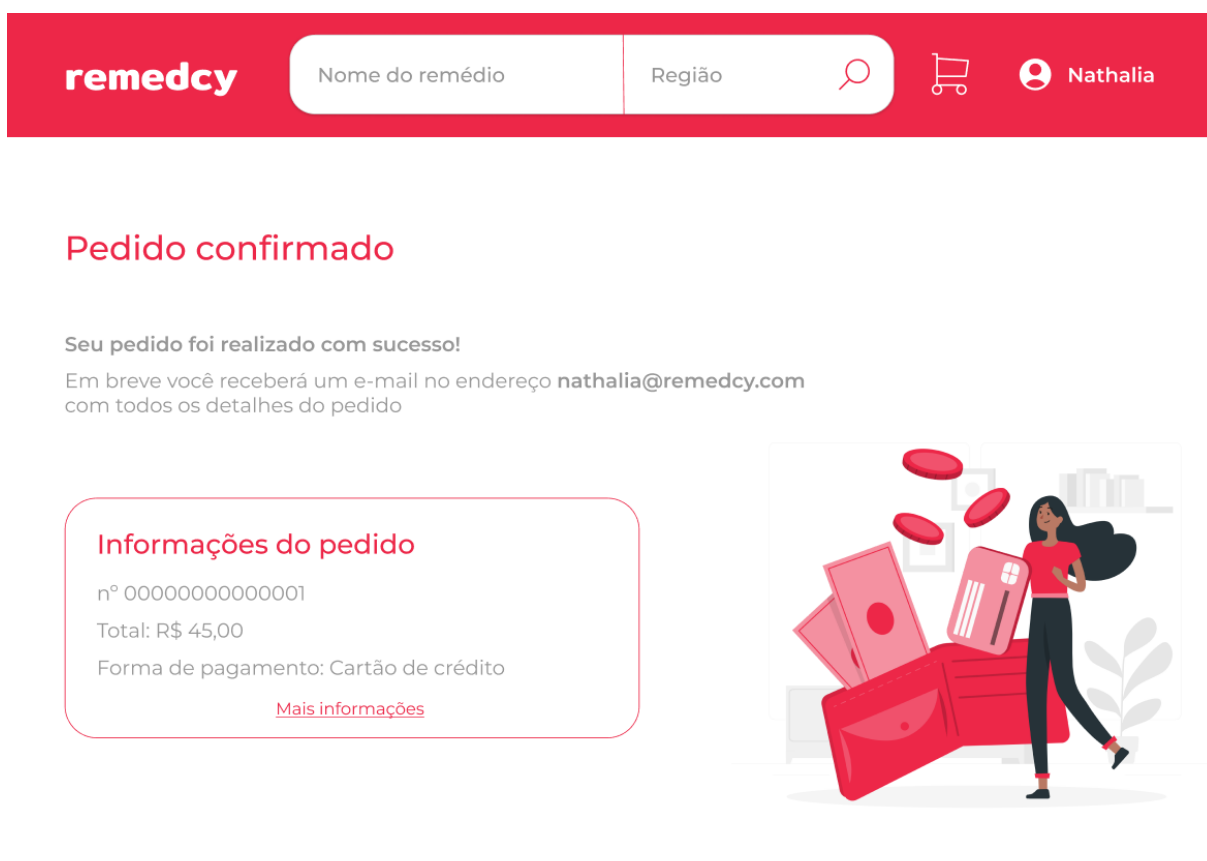 remedcy
Nome do remédio
Região
Nathalia
Pedido confirmado
Seu pedido foi realizado com sucesso!
Em breve você receberá um e-mail no endereço nathalia@remedcy.com
com todos os detalhes do pedido
Informações do pedido
nº 00000000000001
Total: R$ 45,00
Forma de pagamento: Cartão de crédito
Mais informações